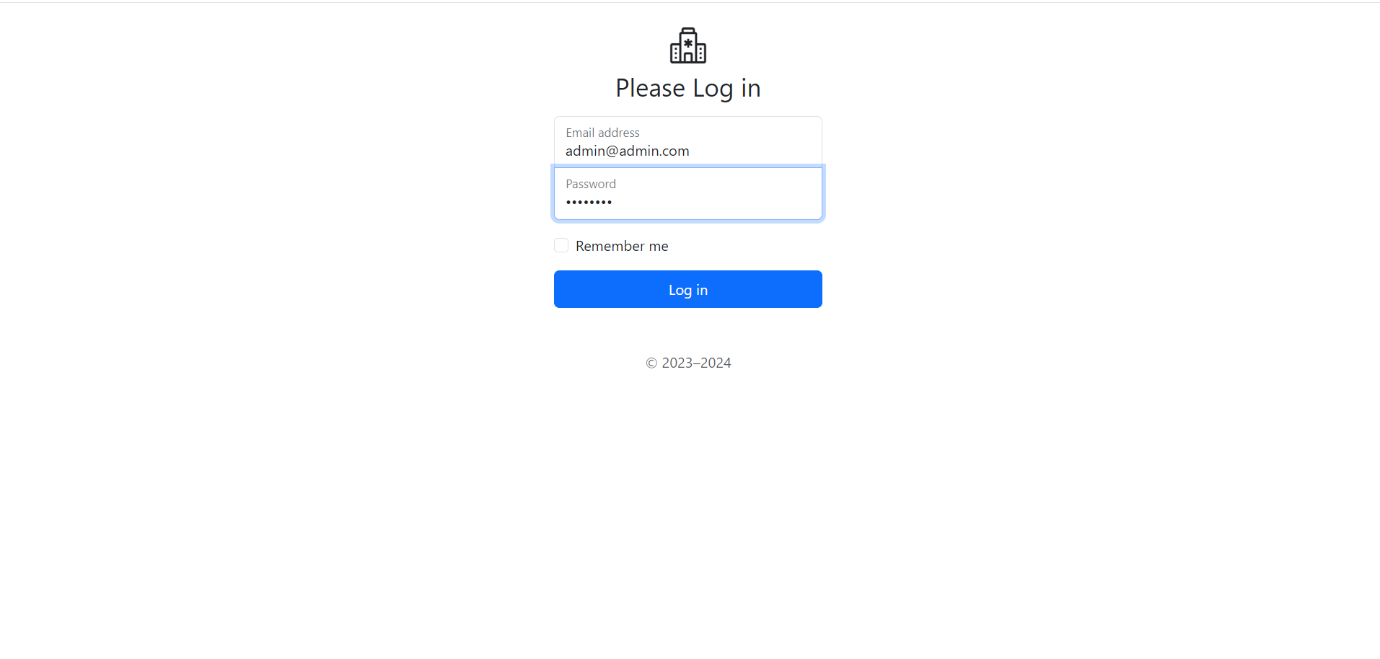 Please Log in
Email address
admin@admin.com
Password
••••••••
Remember me
Log in
© 2023–2024